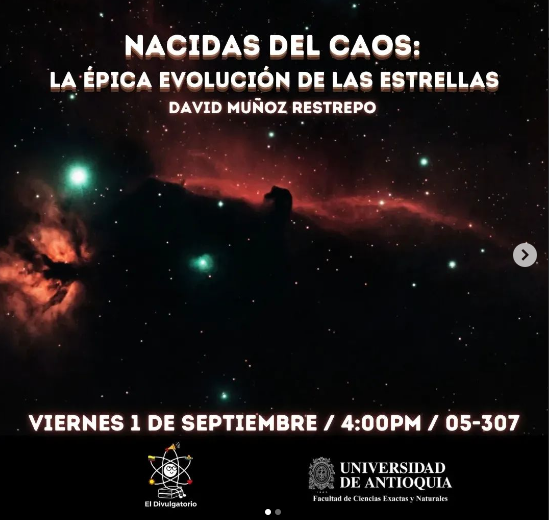 NACIDAS DEL CAOS:
LA ÉPICA EVOLUCIÓN DE LAS ESTRELLAS
DAVID MUÑOZ RESTREPO
VIERNES 1 DE SEPTIEMBRE / 4:00PM / 05-307
El Divulgatorio
UNIVERSIDAD
DE ANTIOQUIA
Facultad de Ciencias Exactas y Naturales